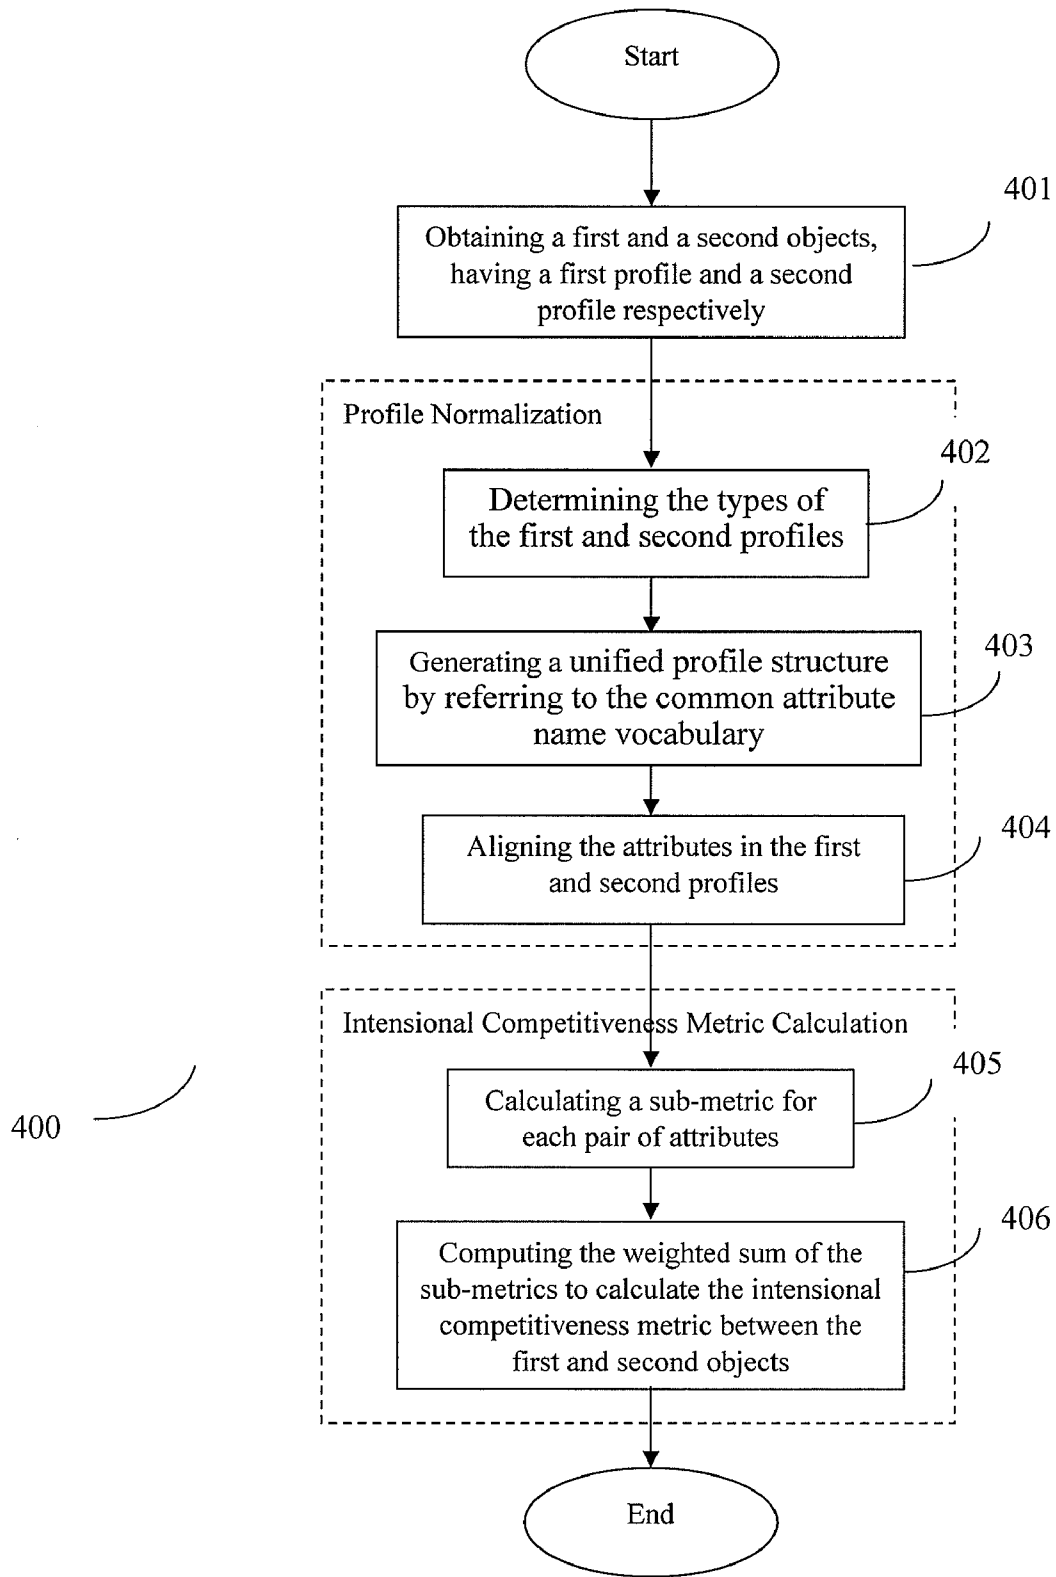 Start
401
Obtaining a first and a second objects,
having a first profile and a second
profile respectively
Profile Normalization
402
Determining the types of
the first and second profiles
403
Generating a unified profile structure
by referring to the common attribute
name vocabulary
404
Aligning the attributes in the first
and second profiles
Intensional Competitiveness Metric Calculation
405
Calculating a sub-metric for
each pair of attributes
400
406
Computing the weighted sum of the
sub-metrics to calculate the intensional
competitiveness metric between the
first and second objects
End